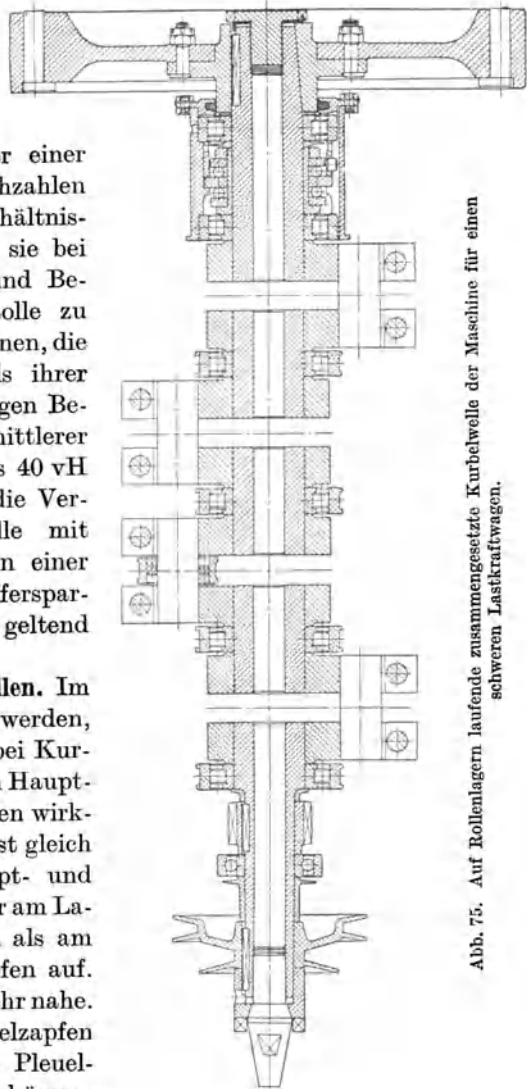 r einer
hzahlen
hältnis-
sie bei
und Be-
olle zu
nen, die
ls ihrer
gen Be-
nittlerer
s 40 vH
die Ver-
lle mit
n einer
ferspar-
geltend
llen. Im
werden,
bei Kur-
n Haupt-
en wirk-
st gleich
pt- und
r am La-
als am
fen auf.
hr nahe.
elzapfen
Pleuel-
Abb. 75. Auf Rollenlagern laufende zusammengesetzte Kurbelwelle der Maschine für einen
schweren Lastkraftwagen.